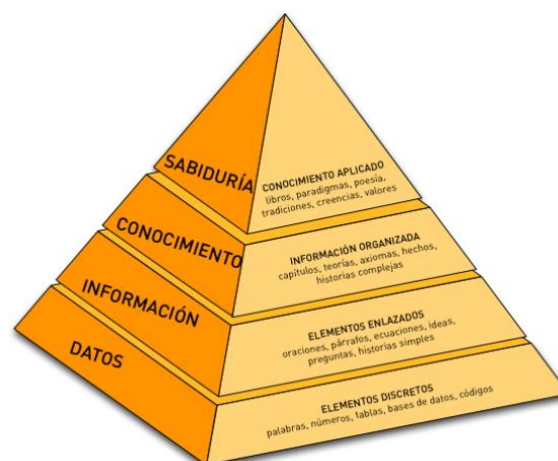 SABIDURÍA
CONOCIMIENTO APLICADO
libros, paradigmas, poesía,
tradiciones, creencias, valores
CONOCIMIENTO
INFORMACIÓN ORGANIZADA
capítulos, teorías, axiomas, hechos,
historias complejas
INFORMACIÓN
ELEMENTOS ENLAZADOS
oraciones, párrafos, ecuaciones, ideas,
preguntas, historias simples
DATOS
ELEMENTOS DISCRETOS
palabras, números, tablas, bases de datos, códigos